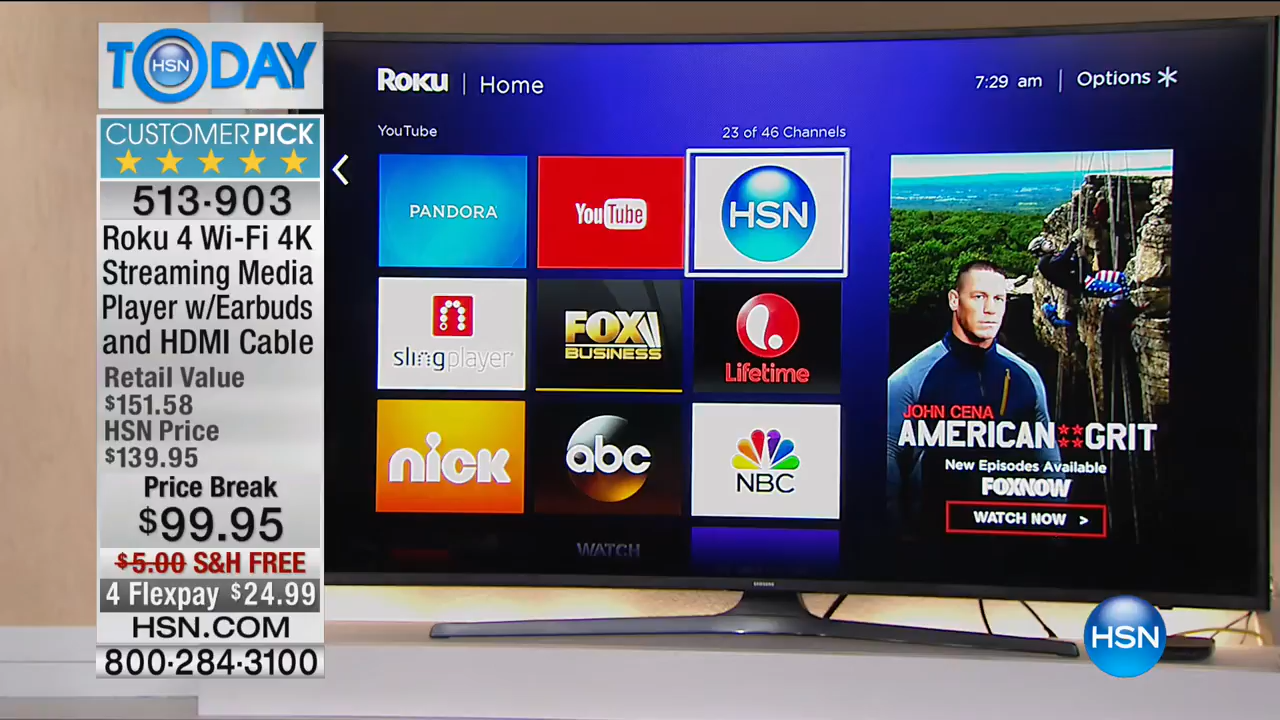 TODAY
HSN
CUSTOMER PICK
513·903
Roku 4 Wi-Fi 4K
Streaming Media
Player w/Earbuds
and HDMI Cable
Retail Value
$151.58
HSN Price
$139.95
Price Break
$99.95
$5.00 S&H FREE
4 Flexpay $24.99
HSN.COM
800·284·3100
Roku | Home
7:29 am | Options
YouTube
23 of 46 Channels
PANDORA
YouTube
HSN
slingplayer
FOX
BUSINESS
Lifetime
nick
abc
NBC
WATCH
JOHN CENA
AMERICAN**GRIT
New Episodes Available
FOXNOW
WATCH NOW >
SAMSUNG
HSN